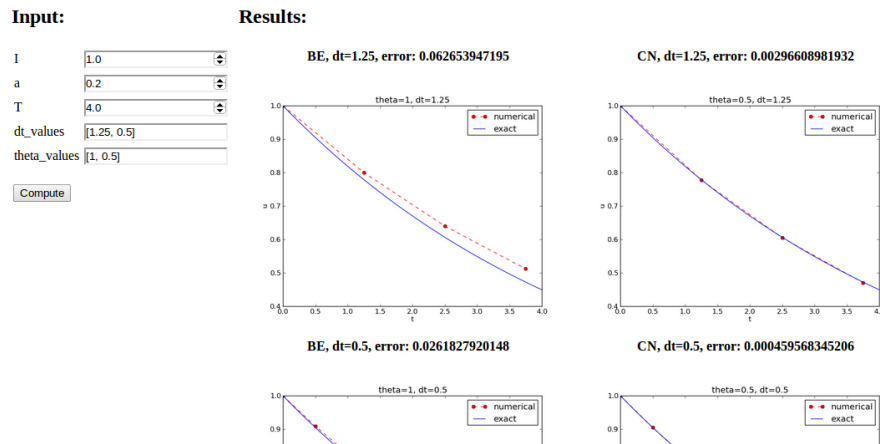 Input:
I 1.0
a 0.2
T 4.0
dt_values [1.25, 0.5]
theta_values [1, 0.5]
Compute
Results:
BE, dt=1.25, error: 0.062653947195
theta=1, dt=1.25
numerical
exact
1.0
0.9
0.8
0.7
0.6
0.5
0.4
u
0.0 0.5 1.0 1.5 2.0 2.5 3.0 3.5 4.0
t
CN, dt=1.25, error: 0.00296608981932
theta=0.5, dt=1.25
numerical
exact
1.0
0.9
0.8
0.7
0.6
0.5
0.4
u
0.0 0.5 1.0 1.5 2.0 2.5 3.0 3.5 4.
t
BE, dt=0.5, error: 0.0261827920148
theta=1, dt=0.5
numerical
exact
1.0
0.9
CN, dt=0.5, error: 0.000459568345206
theta=0.5, dt=0.5
numerical
exact
1.0
0.9